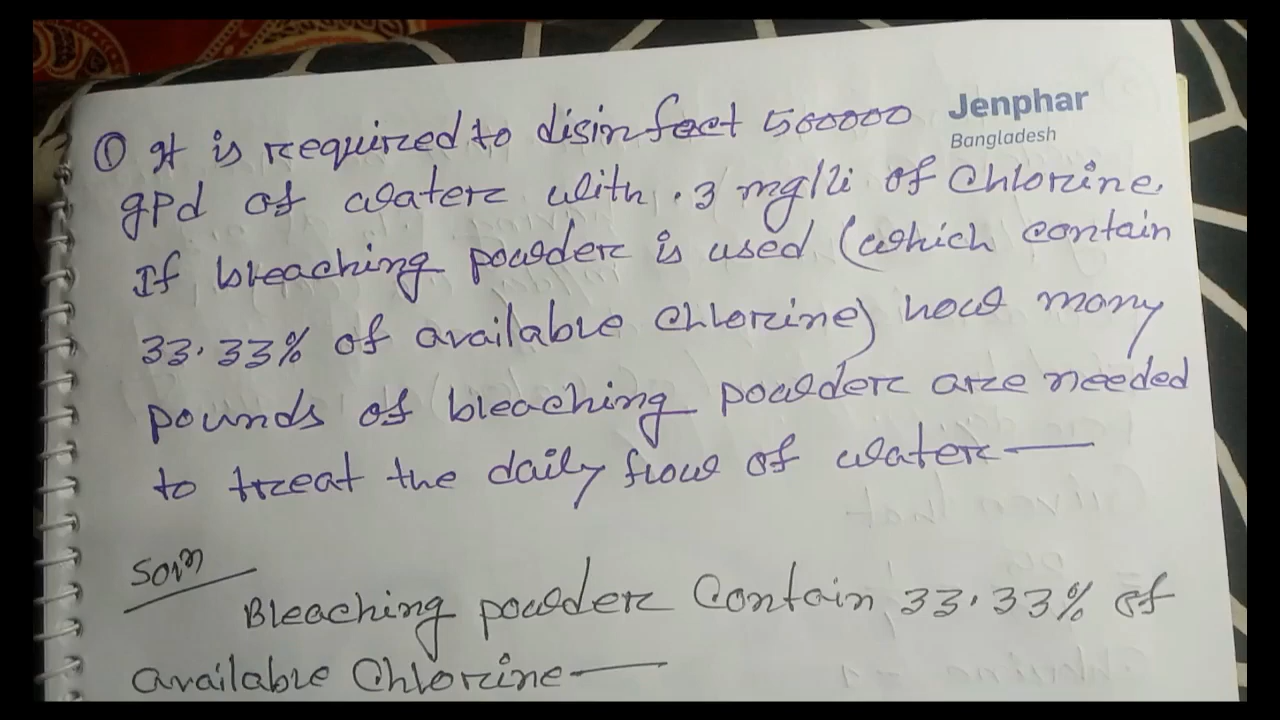 Jenphar
Bangladesh
① It is required to disinfect 500000
gpd of water with .3 mg/li of Chlorine.
If bleaching powder is used (which contain
33.33% of available Chlorine) how many
pounds of bleaching powder are needed
to treat the daily flow of water—
Soln
Bleaching powder Contain 33.33% of
available Chlorine—